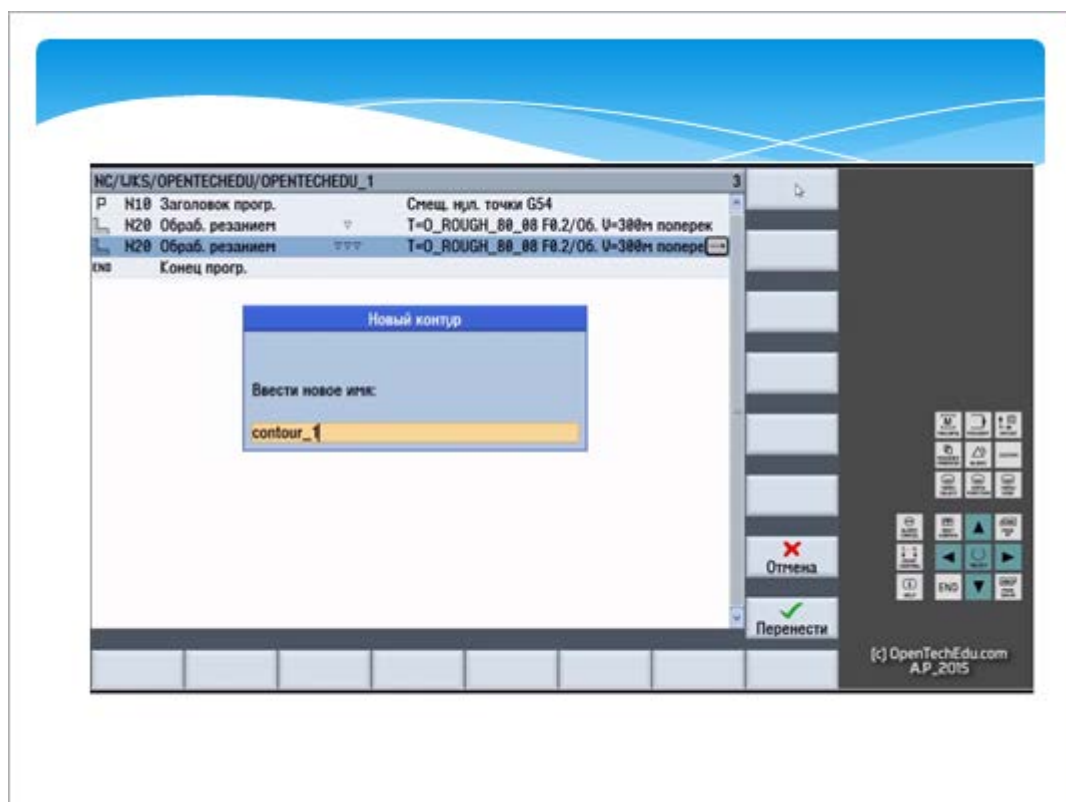 NC/WKS/OPENTECHEDU/OPENTECHEDU_1 3
P N10 Заголовок прогр. Смещ. нул. точки G54
N20 Обраб. резанием ▽ T=O_ROUGH_80_08 F0.2/Об. V=300м поперек
N20 Обраб. резанием ▽▽▽ T=O_ROUGH_80_08 F0.2/Об. V=300м попере
END Конец прогр.
Новый контур
Ввести новое имя:
contour_1
Отмена
Перенести
M
END
(c) OpenTechEdu.com
A.P_2015